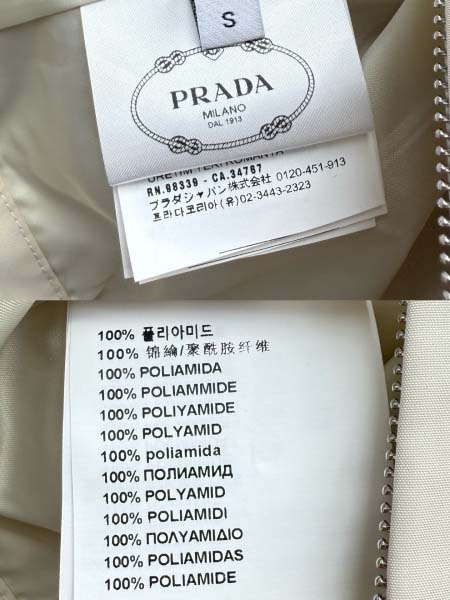 S
PRADA
MILANO
DAL 1913
ÜRETİM YERİ ROMANYA
RN.98339 - CA.34767
プラダジャパン株式会社 0120-451-913
프라다코리아(유)02-3443-2323
100% 폴리아미드
100% 锦纶/聚酰胺纤维
100% POLIAMIDA
100% POLIAMMIDE
100% POLIYAMIDE
100% POLYAMID
100% poliamida
100% ПОЛИАМИД
100% POLYAMID
100% POLIAMIDI
100% ΠΟΛΥΑΜΙΔΙΟ
100% POLIAMIDAS
100% POLIAMIDE